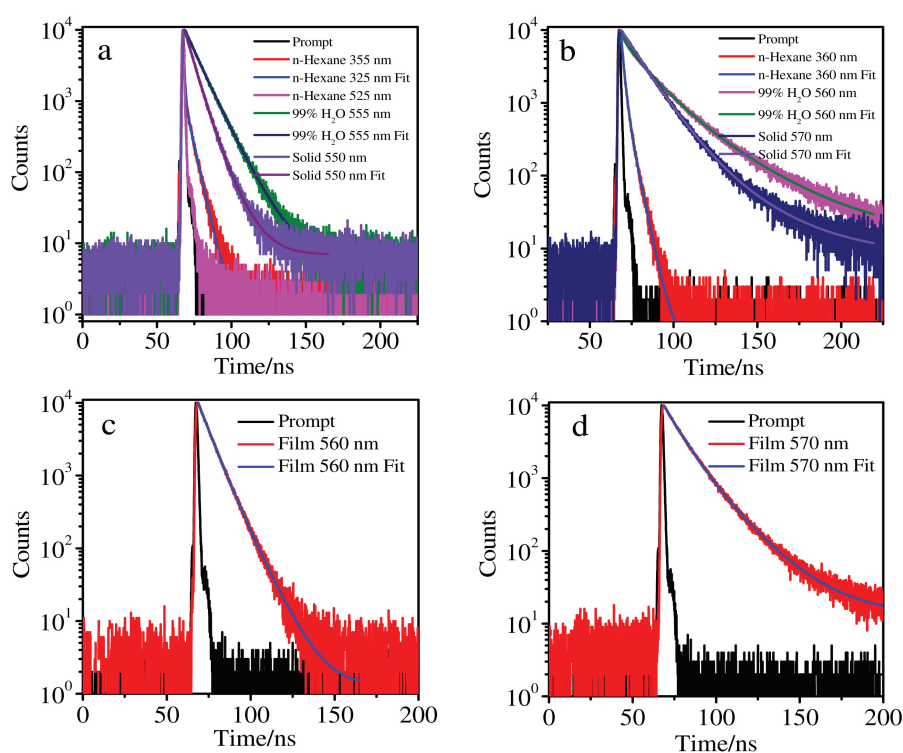 a
Prompt
n-Hexane 355 nm
n-Hexane 325 nm Fit
n-Hexane 525 nm
99% H₂O 555 nm
99% H₂O 555 nm Fit
Solid 550 nm
Solid 550 nm Fit
10⁴
10³
10²
10¹
10⁰
Counts
0 50 100 150 200
Time/ns
b
Prompt
n-Hexane 360 nm
n-Hexane 360 nm Fit
99% H₂O 560 nm
99% H₂O 560 nm Fit
Solid 570 nm
Solid 570 nm Fit
10⁴
10³
10²
10¹
10⁰
Counts
50 100 150 200
Time/ns
c
Prompt
Film 560 nm
Film 560 nm Fit
10⁴
10³
10²
10¹
10⁰
Counts
0 50 100 150 200
Time/ns
d
Prompt
Film 570 nm
Film 570 nm Fit
10⁴
10³
10²
10¹
10⁰
Counts
0 50 100 150 200
Time/ns